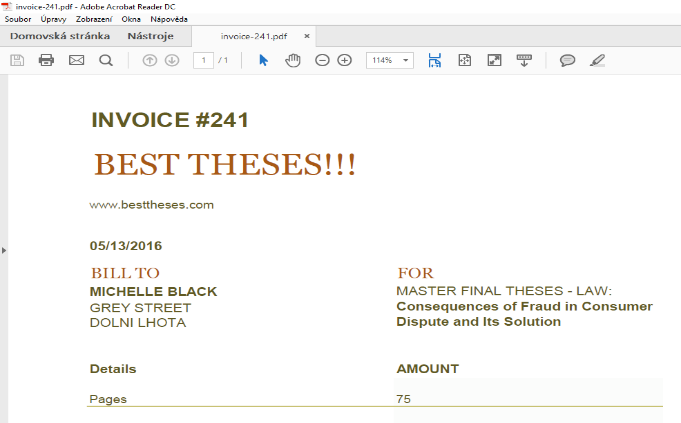 invoice-241.pdf - Adobe Acrobat Reader DC
Soubor Úpravy Zobrazení Okna Nápověda
Domovská stránka Nástroje invoice-241.pdf ×
1 / 1 114%
INVOICE #241
BEST THESES!!!
www.besttheses.com
05/13/2016
BILL TO FOR
MICHELLE BLACK MASTER FINAL THESES - LAW:
GREY STREET Consequences of Fraud in Consumer
DOLNI LHOTA Dispute and Its Solution
Details AMOUNT
Pages 75